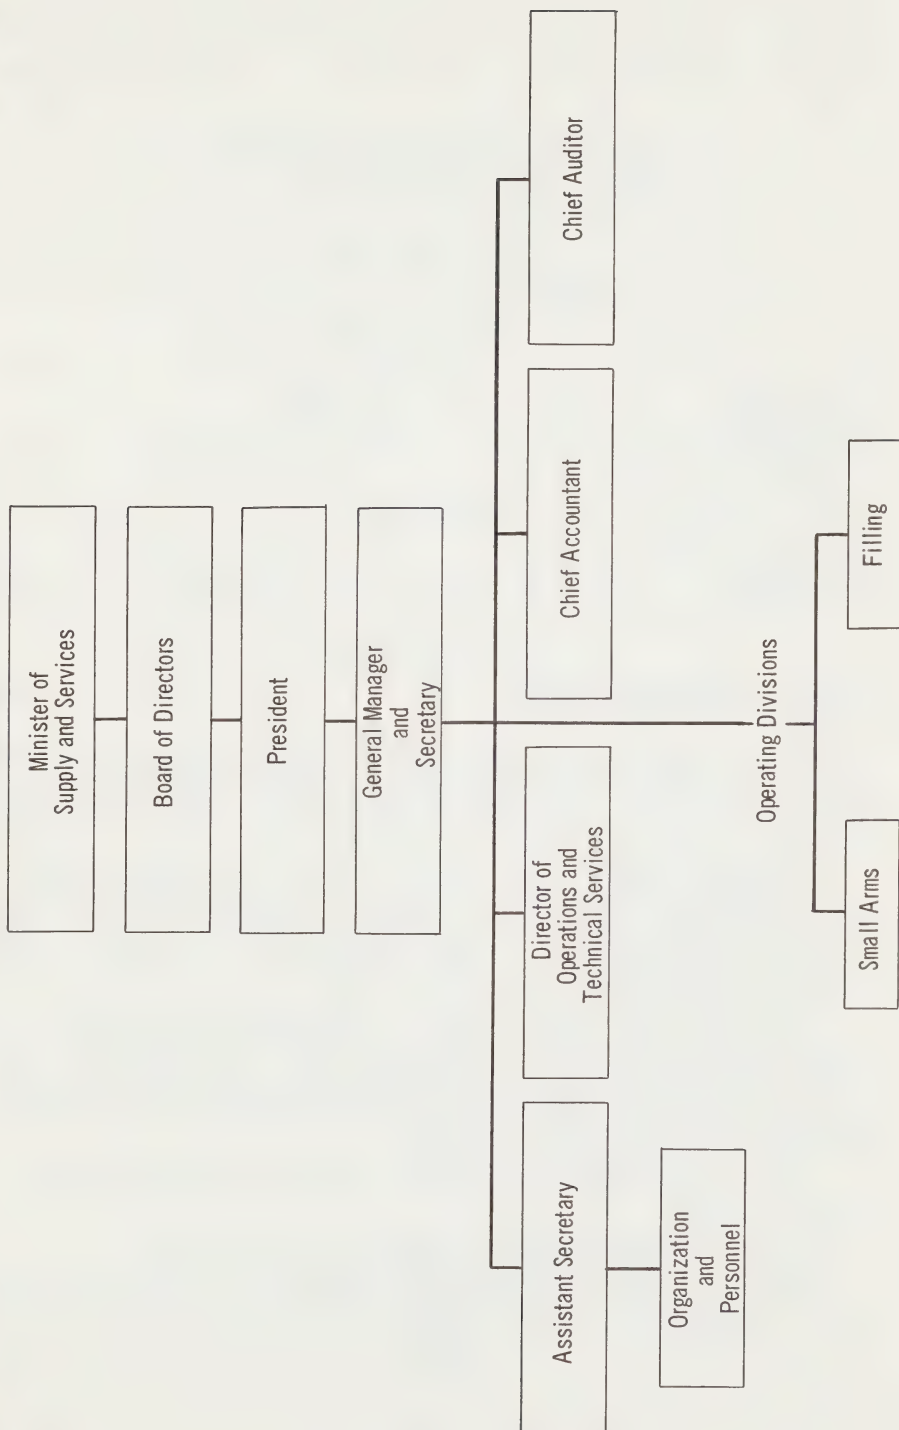 Minister of
Supply and Services
Board of Directors
President
General Manager
and
Secretary
Assistant Secretary
Director of
Operations and
Technical Services
Chief Accountant
Chief Auditor
Organization
and
Personnel
Operating Divisions
Small Arms
Filling